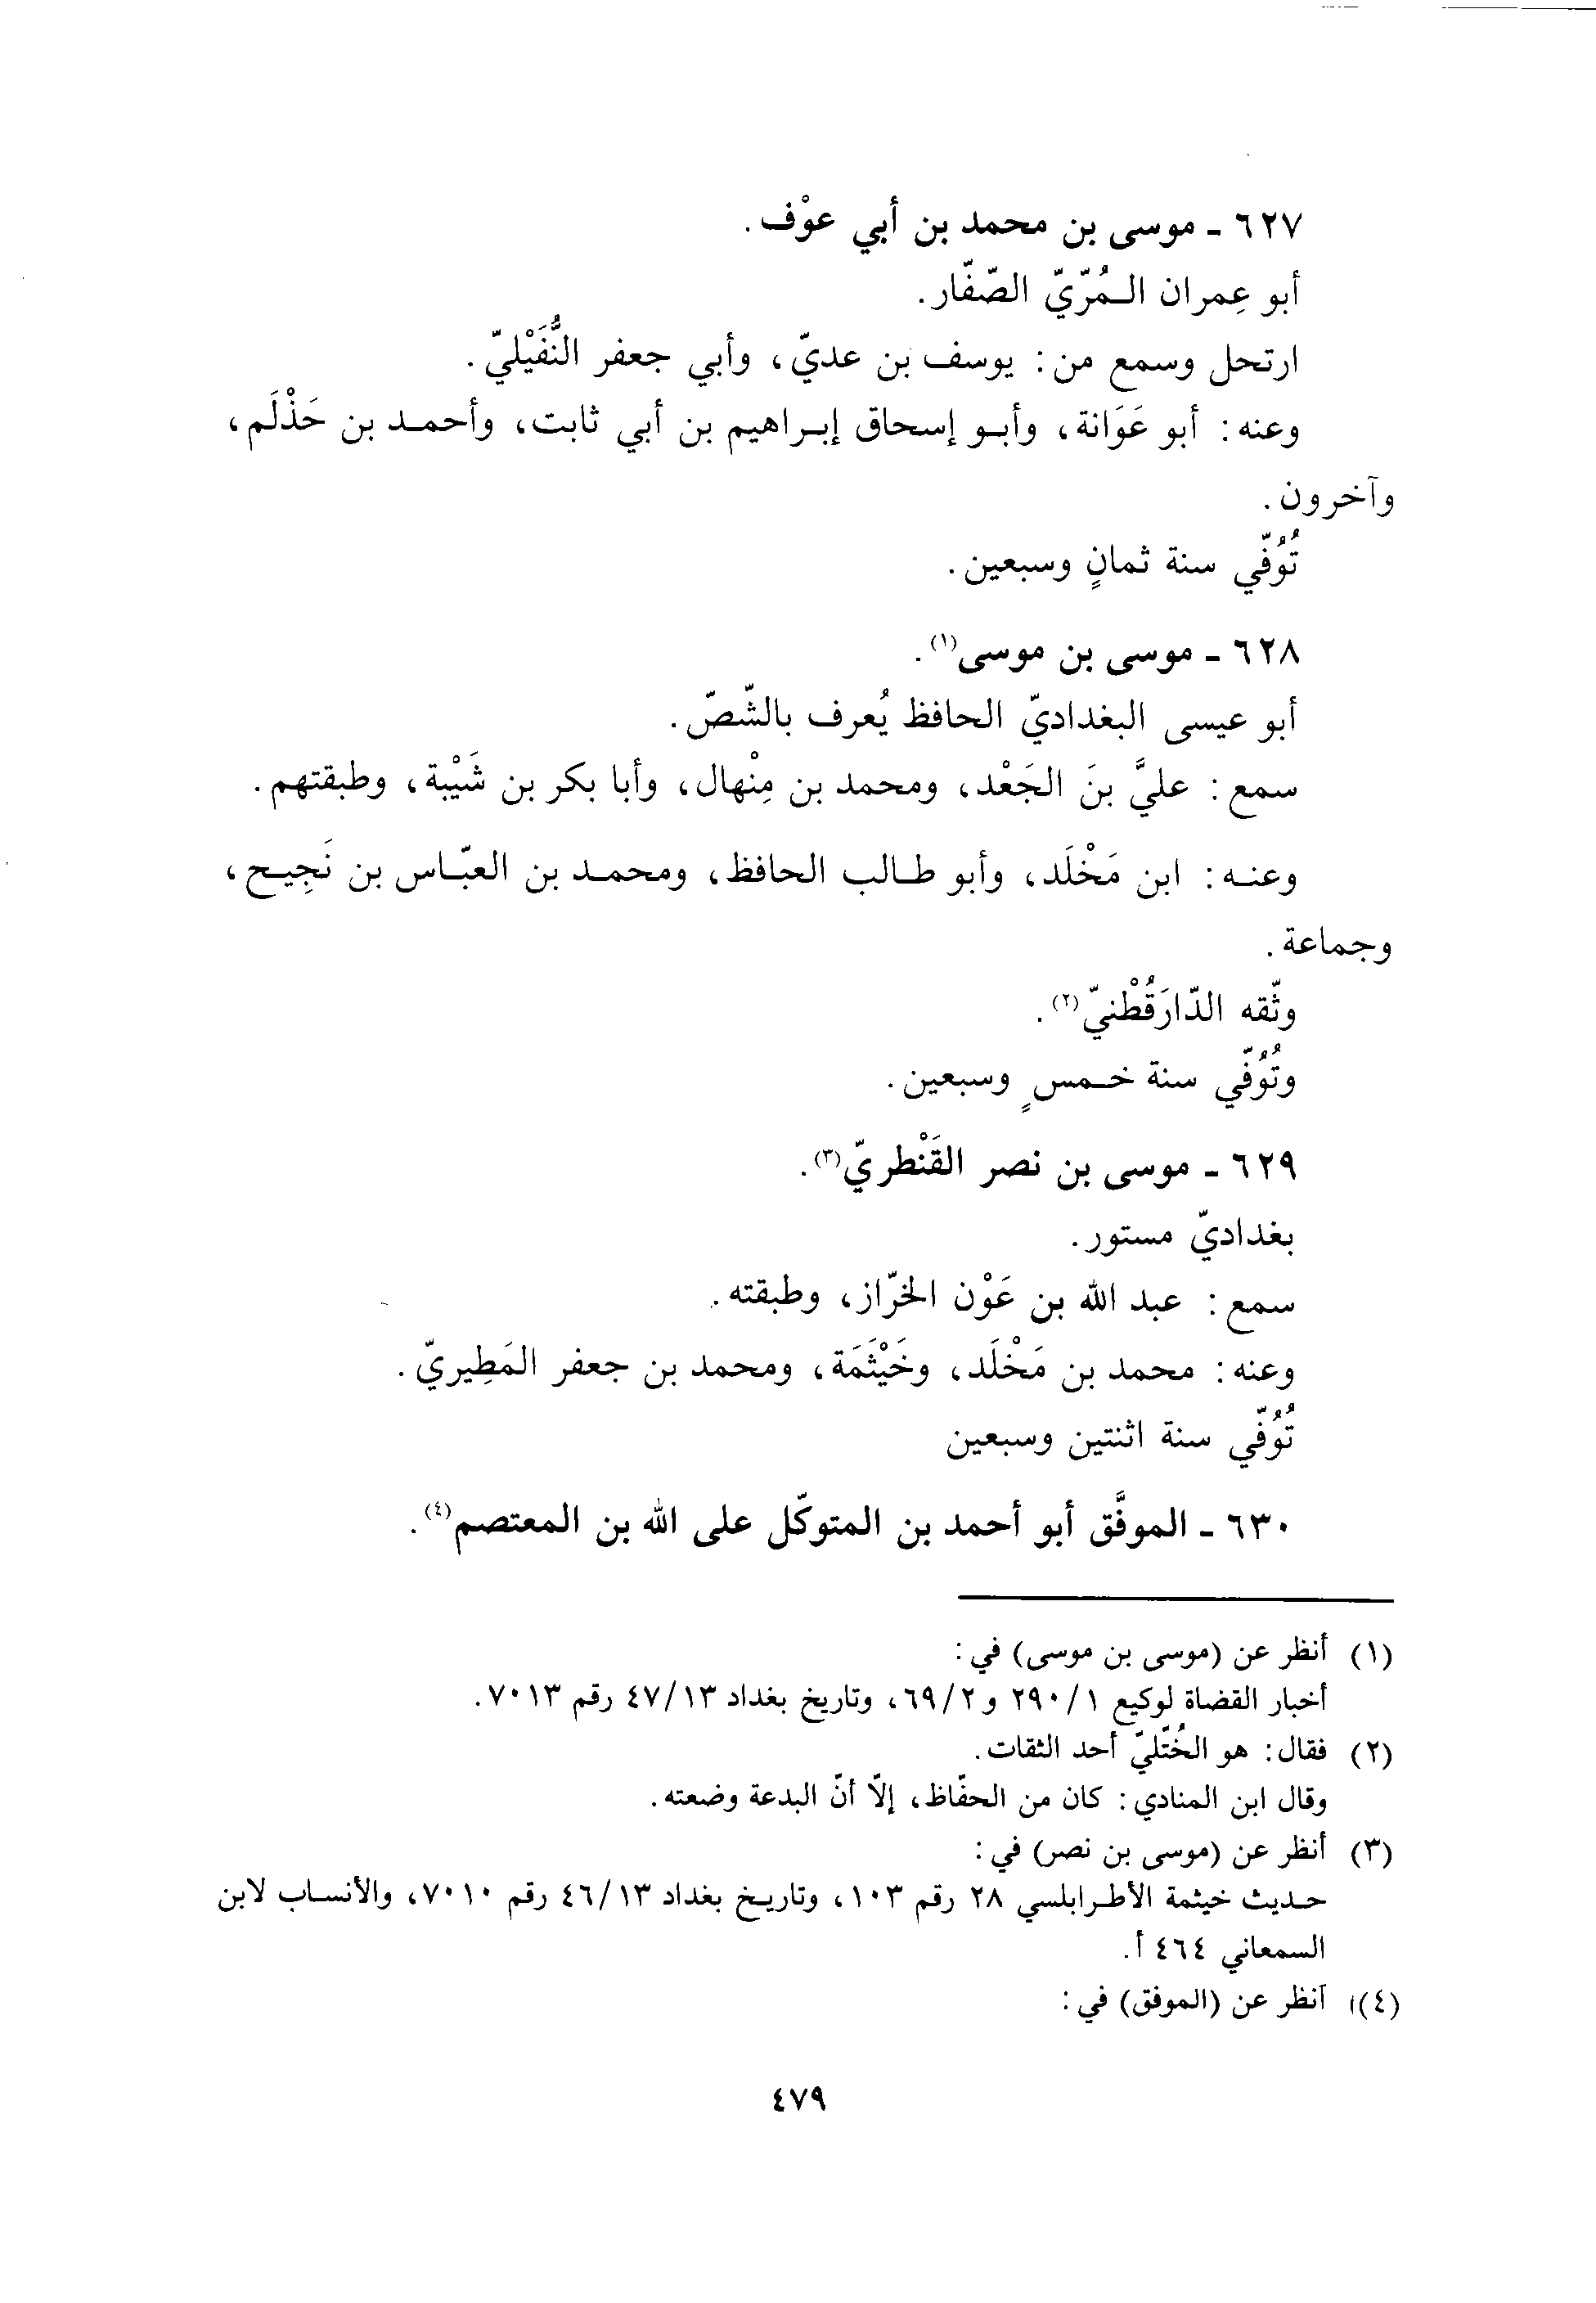 ٦٢٧ - موسى بن محمد بن أبي عوْف.
أبو عِمران الـمُرّيّ الصّفّار.
ارتحل وسمع من: يوسف بن عديّ، وأبي جعفر النُّفَيْليّ.
وعنه: أبو عَوَانة، وأبـو إسحاق إبـراهيم بن أبي ثابت، وأحمـد بن حَذْلَم،
وآخرون.
تُوُفّي سنة ثمانٍ وسبعين.
٦٢٨ - موسى بن موسى(١).
أبو عيسى البغداديّ الحافظ يُعرف بالشّصّ.
سمع: عليَّ بنَ الجَعْد، ومحمد بن مِنْهال، وأبا بكر بن شَيْبة، وطبقتهم.
وعنـه: ابن مَخْلَد، وأبو طـالب الحافظ، ومحمـد بن العبّـاس بن نَجِيـح،
وجماعة.
وثّقه الدّارَقُطْنيّ(٢).
وتُوُفّي سنة خـمسٍ وسبعين.
٦٢٩ - موسى بن نصر القَنْطريّ(٣).
بغداديّ مستور.
سمع: عبد الله بن عَوْن الخرّاز، وطبقته.
وعنه: محمد بن مَخْلَد، وخَيْثَمَة، ومحمد بن جعفر المَطِيريّ.
تُوُفّي سنة اثنتين وسبعين
٦٣٠ - الموفَّق أبو أحمد بن المتوكّل على الله بن المعتصم(٤).
(١) أنظر عن (موسى بن موسى) في:
أخبار القضاة لوكيع ٢٩٠/١ و ٦٩/٢، وتاريخ بغداد ٤٧/١٣ رقم ٧٠١٣.
(٢) فقال: هو الخُتّليّ أحد الثقات.
وقال ابن المنادي: كان من الحفّاظ، إلّا أنّ البدعة وضعته.
(٣) أنظر عن (موسى بن نصر) في:
حـديث خيثمة الأطـرابلسي ٢٨ رقم ١٠٣، وتاريـخ بغداد ٤٦/١٣ رقم ٧٠١٠، والأنسـاب لابن
السمعاني ٤٦٤ أ.
(٤) أنظر عن (الموفق) في:
٤٧٩